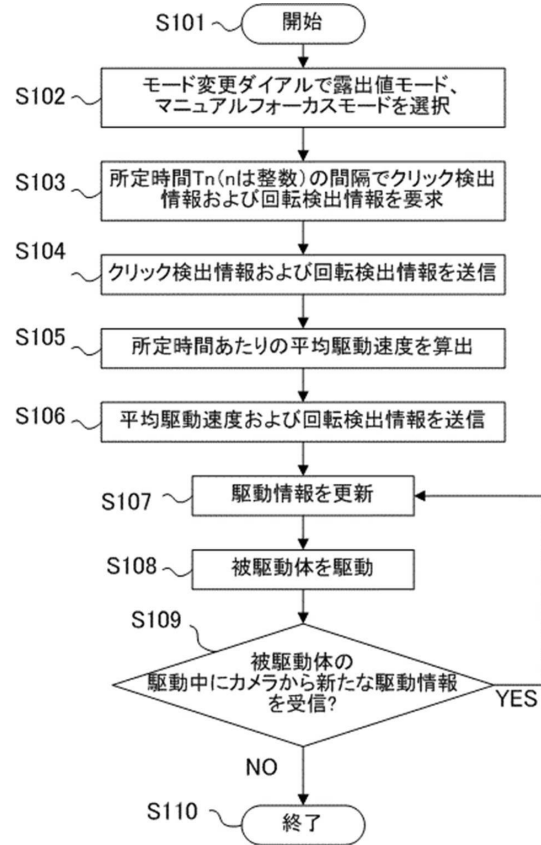 S101
開始
S102
モード変更ダイアルで露出値モード、
マニュアルフォーカスモードを選択
S103
所定時間Tn(nは整数)の間隔でクリック検出
情報および回転検出情報を要求
S104
クリック検出情報および回転検出情報を送信
S105
所定時間あたりの平均駆動速度を算出
S106
平均駆動速度および回転検出情報を送信
S107
駆動情報を更新
S108
被駆動体を駆動
S109
被駆動体の
駆動中にカメラから新たな駆動情報
を受信?
YES
NO
S110
終了